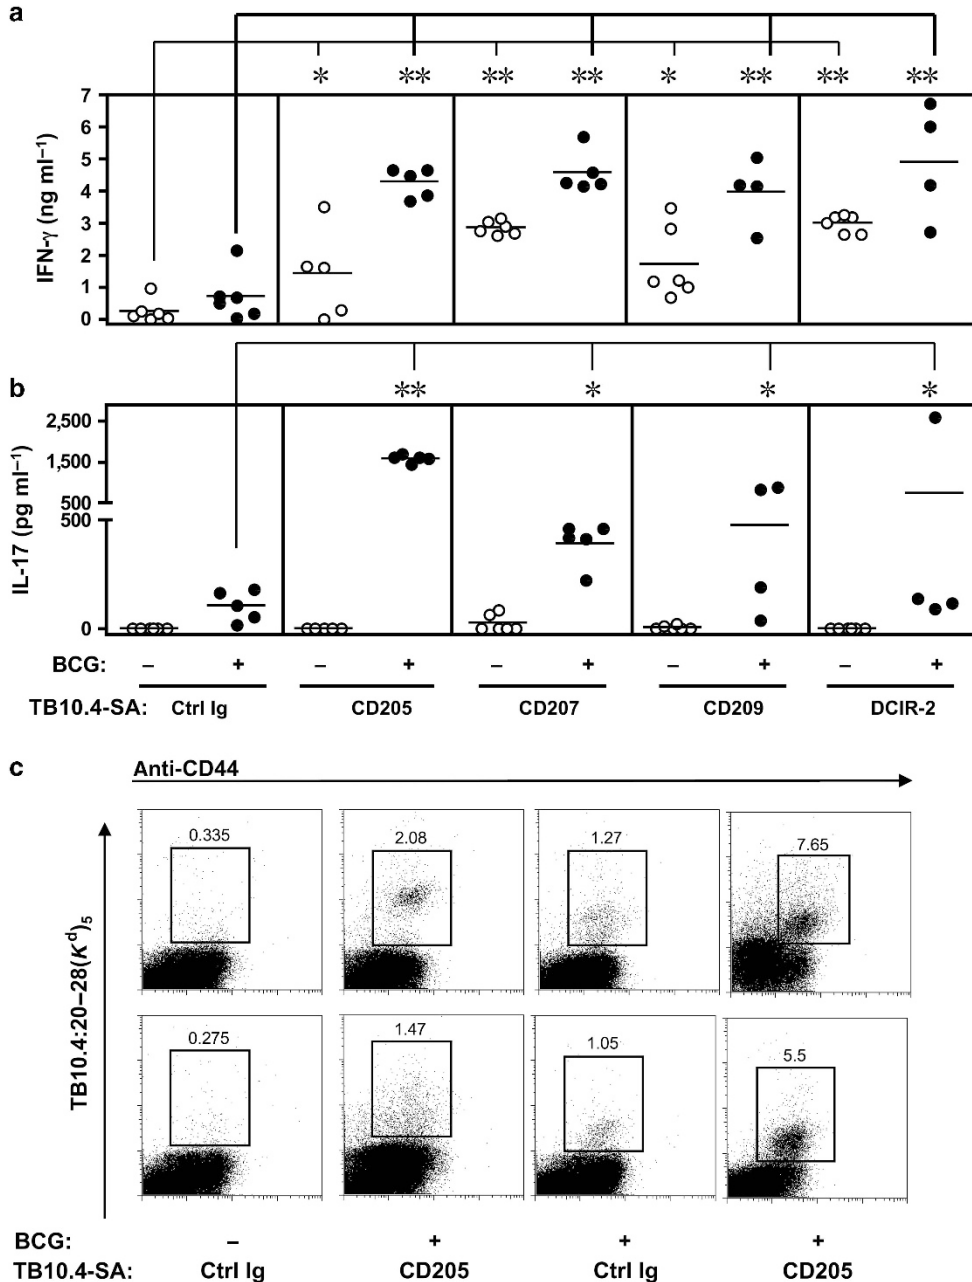 a
* ** ** ** * ** ** **
IFN-γ (ng ml⁻¹)
7
6
5
4
3
2
1
0
b
** * * *
IL-17 (pg ml⁻¹)
2,500
1,500
500
500
0
BCG: – + – + – + – + – +
TB10.4-SA: Ctrl Ig CD205 CD207 CD209 DCIR-2
c
Anti-CD44
TB10.4:20–28(Kᵈ)₅
0.335 2.08 1.27 7.65
0.275 1.47 1.05 5.5
BCG: – + + +
TB10.4-SA: Ctrl Ig CD205 Ctrl Ig CD205